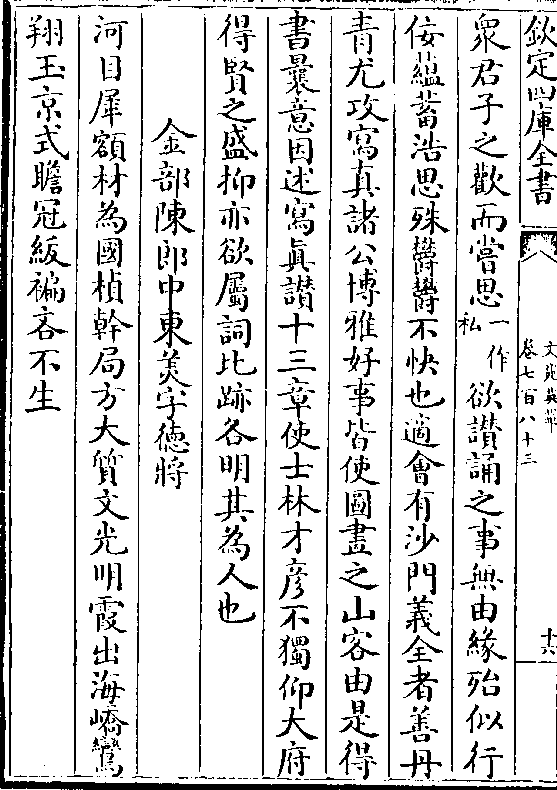 欽定四庫全書
文苑英華
卷七百八十三
十六
衆君子之歡而嘗思一作私欲讃誦之事無由緣殆似行
佞藴蓄浩思殊欝欝不快也適會有沙門義全者善丹
青尤攻寫真諸公博雅好事皆使圖畫之山客由是得
書曩意因述寫真讃十三章使士林才彦不獨仰大府
得賢之盛抑亦欲屬詞比跡各明其為人也
金部陳郎中東美字徳將
河目犀額材為國楨幹局方大質文光明霞出海嶠鸞
翔玉京式瞻冠綬褊吝不生